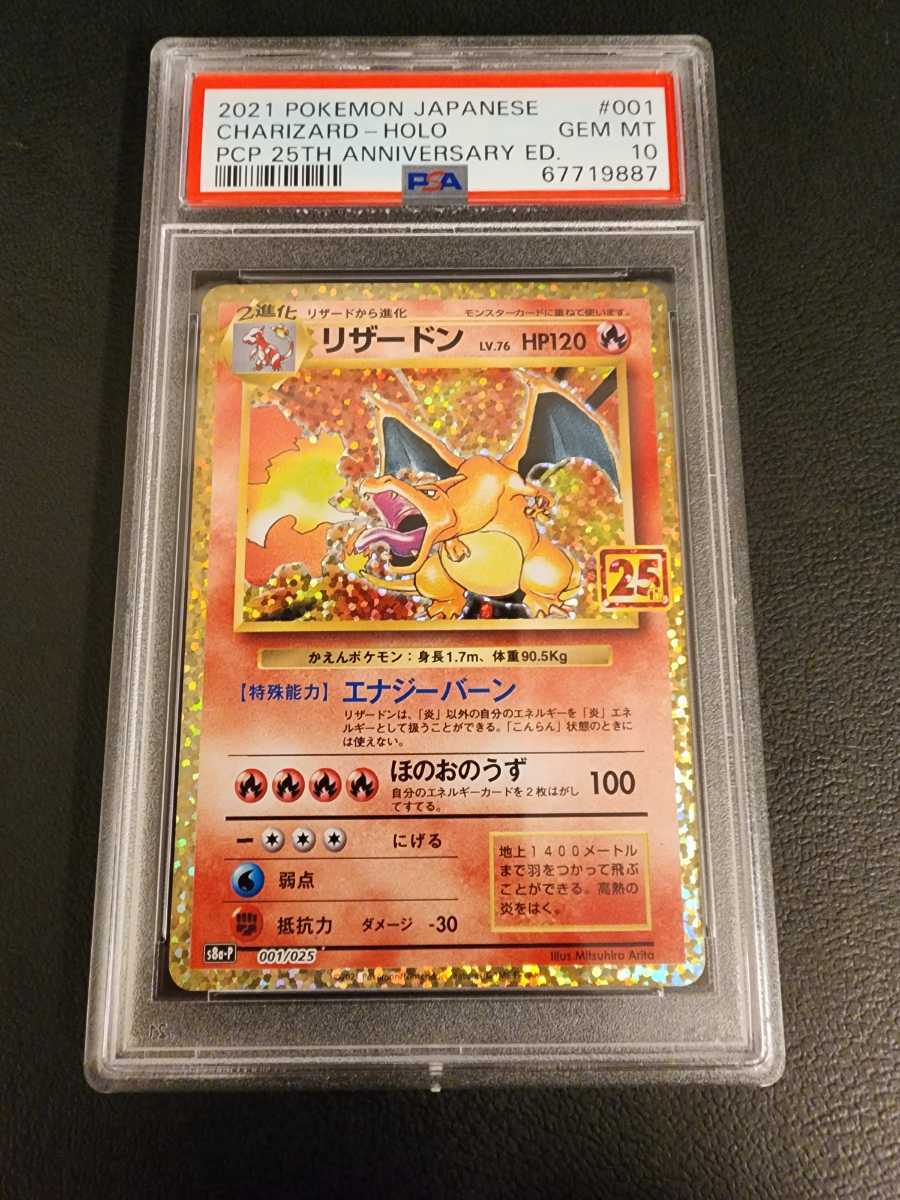 2021 POKEMON JAPANESE #001
CHARIZARD-HOLO GEM MT
PCP 25TH ANNIVERSARY ED. 10
PSA 67719887
2進化 リザードから進化 モンスターカードに重ねて使います。
リザードン LV.76 HP120
25th
かえんポケモン:身長1.7m、体重90.5Kg
【特殊能力】エナジーバーン
リザードンは、「炎」以外の自分のエネルギーを「炎」エネ
ルギーとして扱うことができる。「こんらん」状態のときに
は使えない。
ほのおのうず 100
自分のエネルギーカードを2枚はがし
てすてる。
ー にげる
弱点
抵抗力 ダメージ -30
地上1400メートル
まで羽をつかって飛ぶ
ことができる。高熱の
炎をはく。
s8a-P 001/025
Illus Mitsuhiro Arita